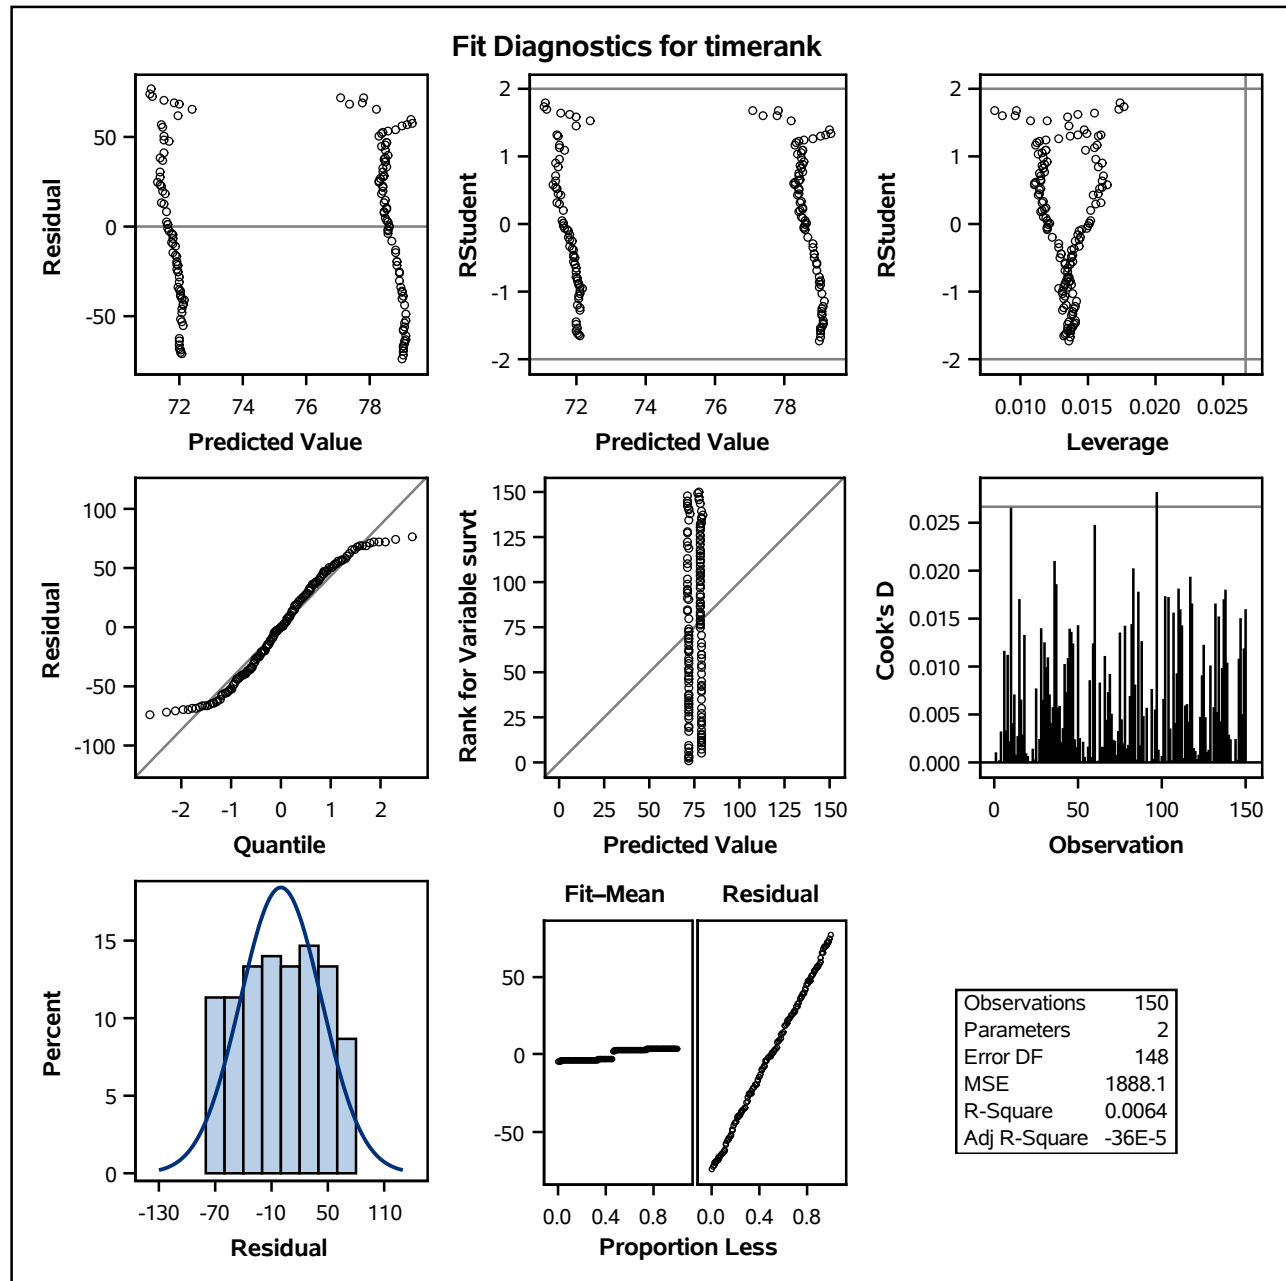 Fit Diagnostics for timerank
Residual
50
0
-50
72 74 76 78
Predicted Value
RStudent
2
1
0
-1
-2
72 74 76 78
Predicted Value
RStudent
2
1
0
-1
-2
0.010 0.015 0.020 0.025
Leverage
Residual
100
50
0
-50
-100
-2 -1 0 1 2
Quantile
Rank for Variable survt
150
125
100
75
50
25
0
0 25 50 75 100 125 150
Predicted Value
Cook's D
0.025
0.020
0.015
0.010
0.005
0.000
0 50 100 150
Observation
Percent
15
10
5
0
-130 -70 -10 50 110
Residual
Fit–Mean Residual
50
0
-50
0.0 0.4 0.8 0.0 0.4 0.8
Proportion Less
Observations 150
Parameters 2
Error DF 148
MSE 1888.1
R-Square 0.0064
Adj R-Square -36E-5